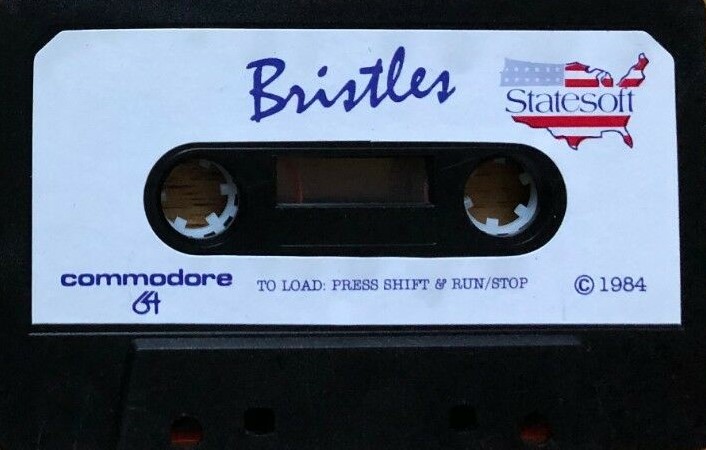 Bristles
Statesoft
commodore
64
TO LOAD: PRESS SHIFT & RUN/STOP
© 1984